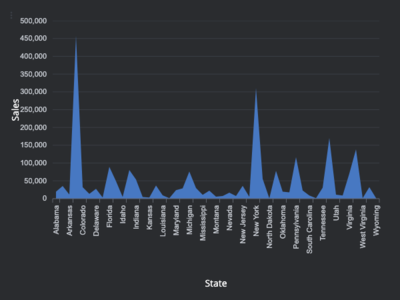 500,000
450,000
400,000
350,000
300,000
250,000
200,000
150,000
100,000
50,000
0
Sales
Alabama
Arkansas
Colorado
Delaware
Florida
Idaho
Indiana
Kansas
Louisiana
Maryland
Michigan
Mississippi
Montana
Nevada
New Jersey
New York
North Dakota
Oklahoma
Pennsylvania
South Carolina
Tennessee
Utah
Virginia
West Virginia
Wyoming
State